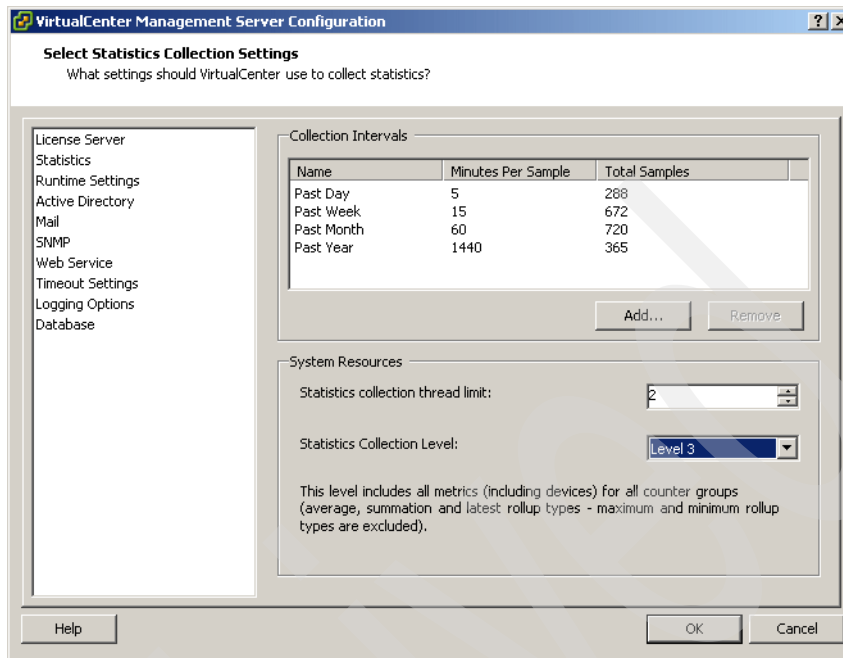 VirtualCenter Management Server Configuration
Select Statistics Collection Settings
What settings should VirtualCenter use to collect statistics?
License Server
Statistics
Runtime Settings
Active Directory
Mail
SNMP
Web Service
Timeout Settings
Logging Options
Database
Collection Intervals
Name Minutes Per Sample Total Samples
Past Day 5 288
Past Week 15 672
Past Month 60 720
Past Year 1440 365
Add... Remove
System Resources
Statistics collection thread limit: 2
Statistics Collection Level: Level 3
This level includes all metrics (including devices) for all counter groups
(average, summation and latest rollup types - maximum and minimum rollup
types are excluded).
Help OK Cancel